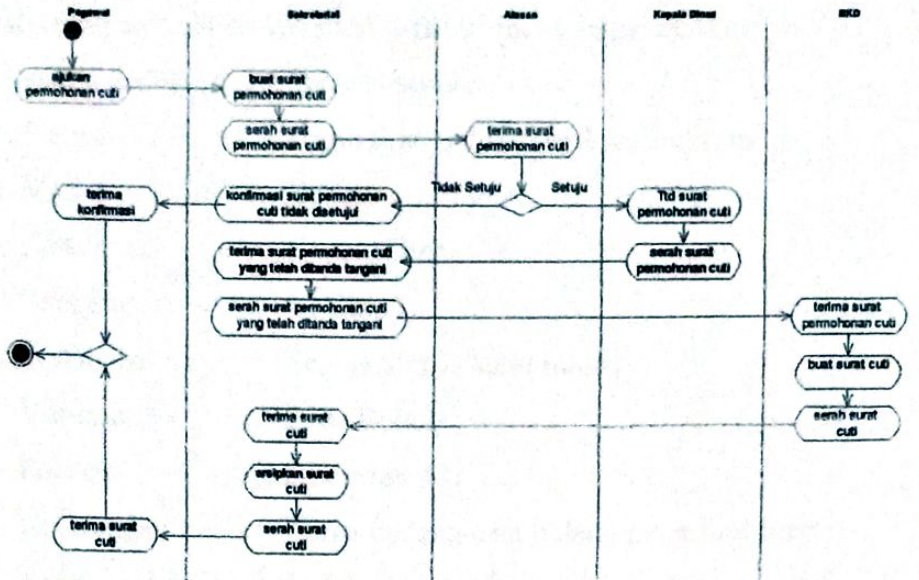 Pegawai
Atasan
BKD
ajukan
permohonan cuti
buat surat
permohonan cuti
serah surat
permohonan cuti
terima surat
permohonan cuti
Tidak Setuju
Setuju
terima
konfirmasi
konfirmasi surat permohonan
cuti tidak disetujui
Ttd surat
permohonan cuti
terima surat permohonan cuti
yang telah ditanda tangani
serah surat
permohonan cuti
serah surat permohonan cuti
yang telah ditanda tangani
terima surat
permohonan cuti
buat surat cuti
serah surat
cuti
terima surat
cuti
arsipkan surat
cuti
serah surat
cuti
terima surat
cuti